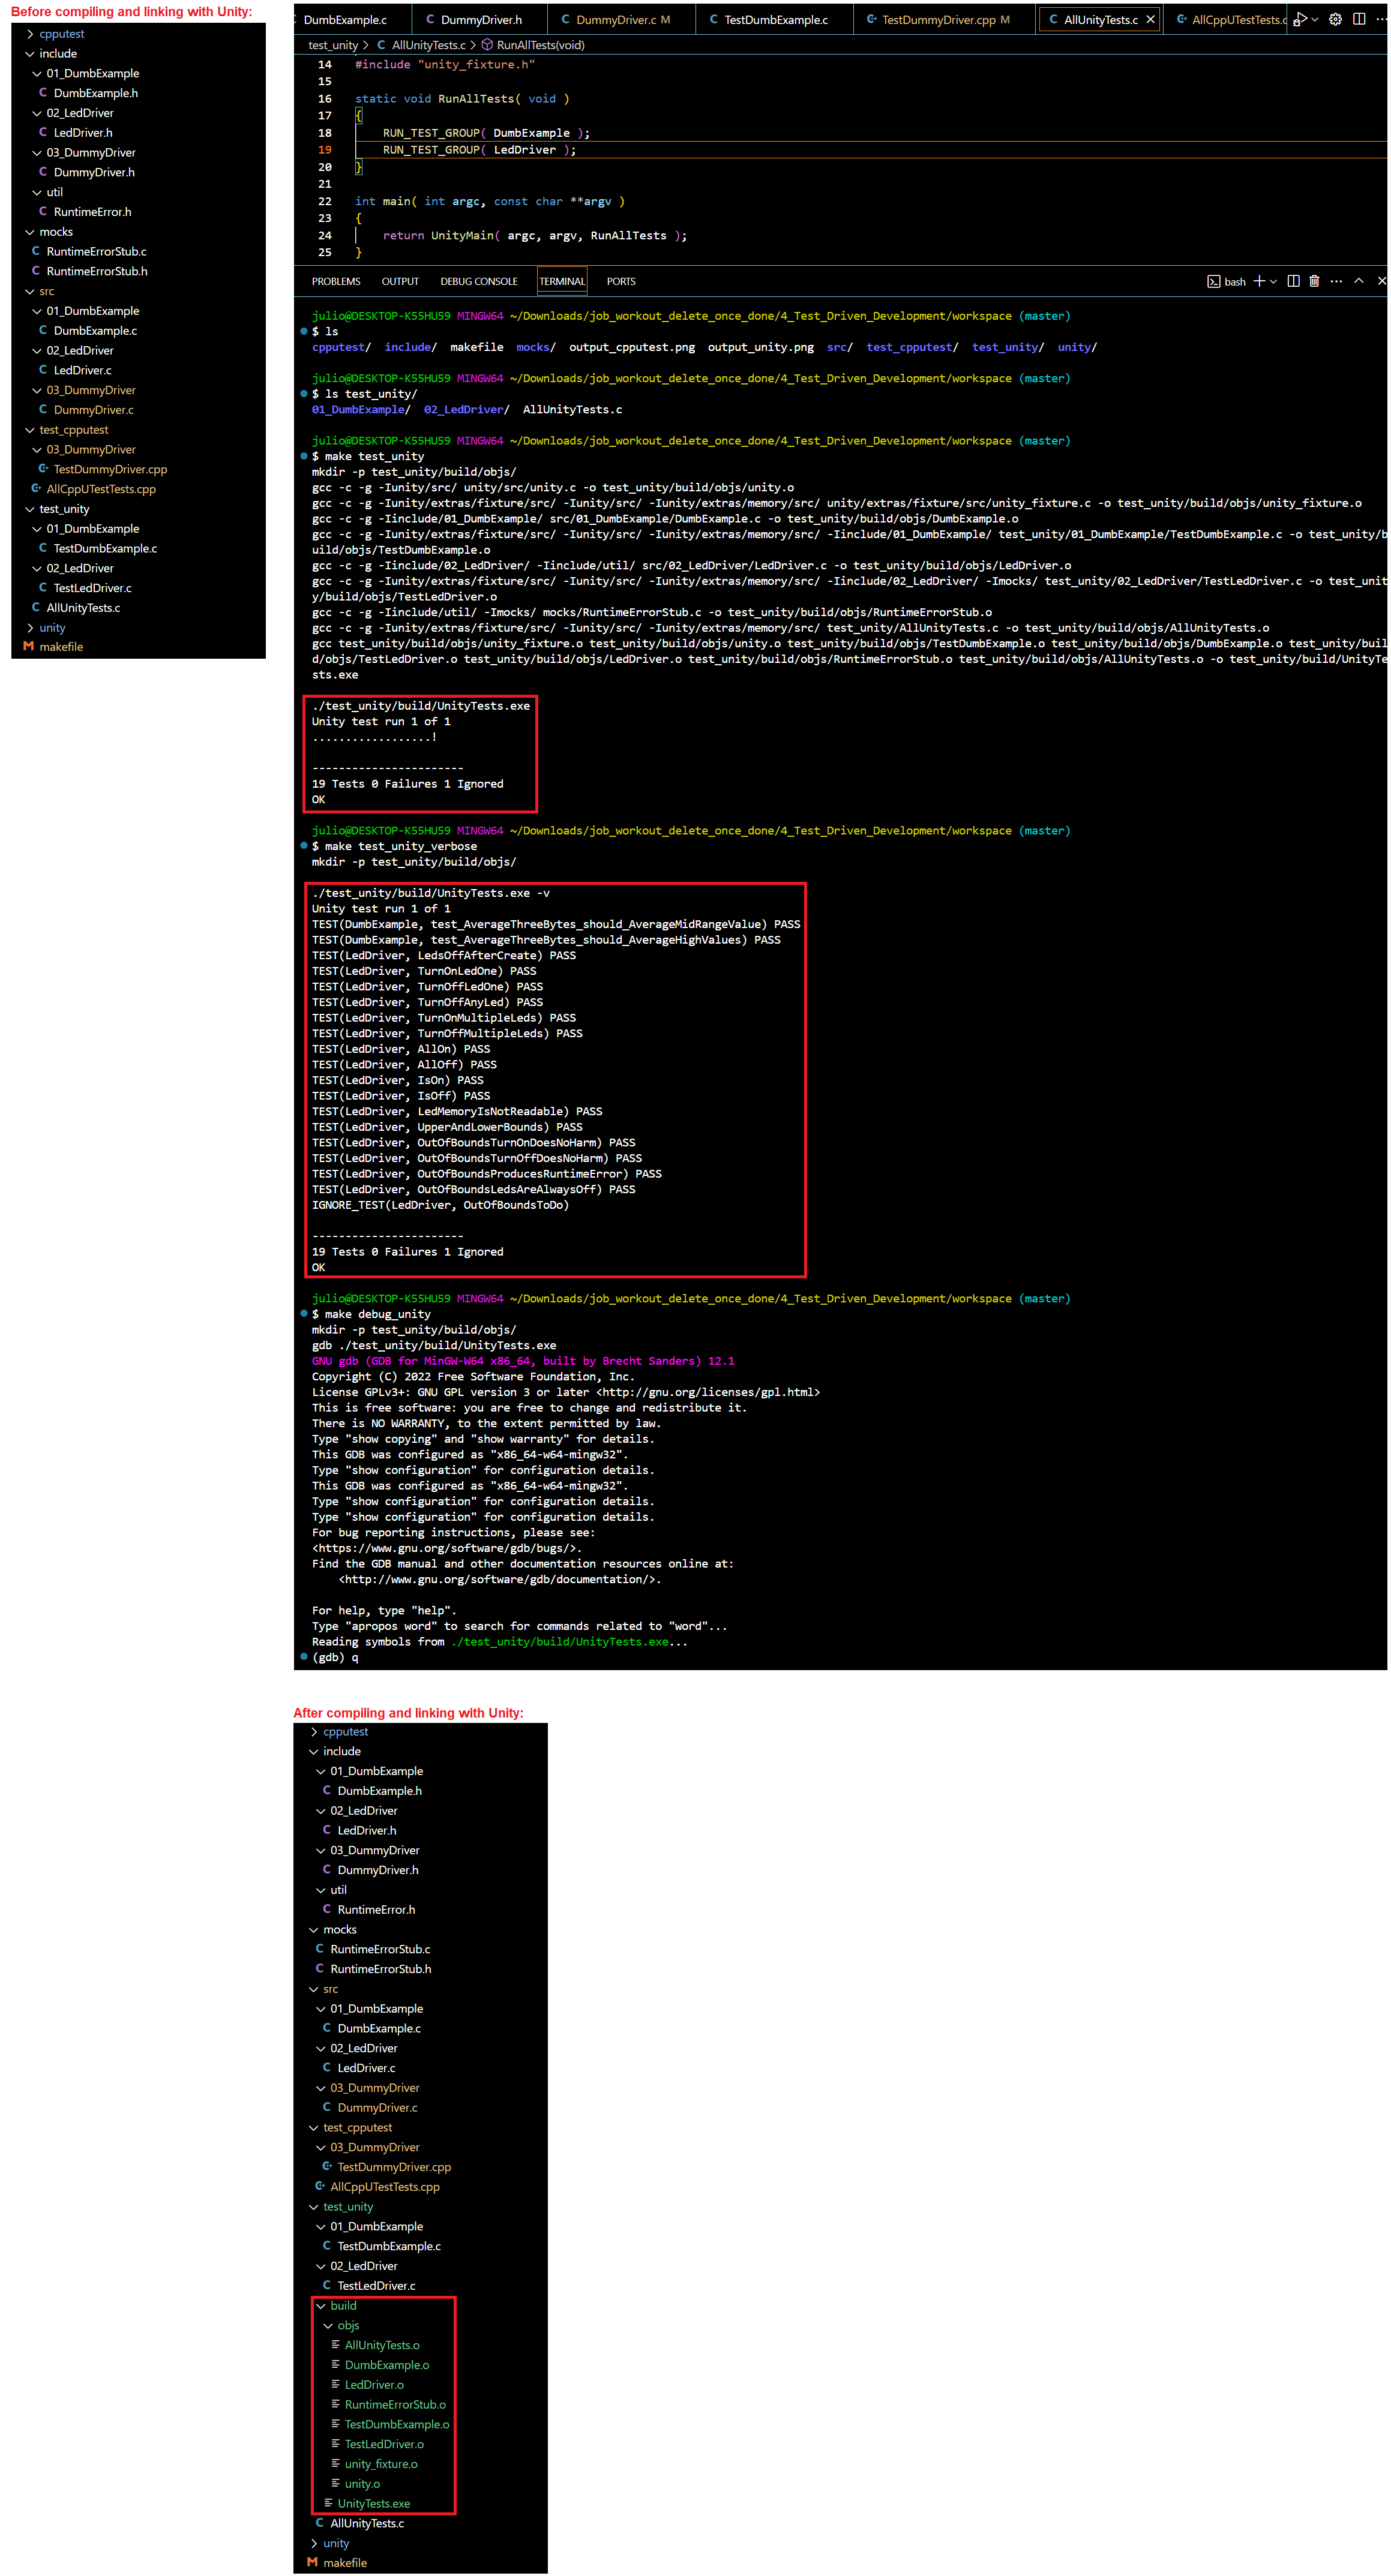 Before compiling and linking with Unity:
cpputest
include
01_DumbExample
DumbExample.h
02_LedDriver
LedDriver.h
03_DummyDriver
DummyDriver.h
util
RuntimeError.h
mocks
RuntimeErrorStub.c
RuntimeErrorStub.h
src
01_DumbExample
DumbExample.c
02_LedDriver
LedDriver.c
03_DummyDriver
DummyDriver.c
test_cpputest
03_DummyDriver
TestDummyDriver.cpp
AllCppUTestTests.cpp
test_unity
01_DumbExample
TestDumbExample.c
02_LedDriver
TestLedDriver.c
AllUnityTests.c
unity
makefile
DumbExample.c DummyDriver.h DummyDriver.c M TestDumbExample.c TestDummyDriver.cpp M AllUnityTests.c AllCppUTestTests.c
test_unity > AllUnityTests.c > RunAllTests(void)
14 #include "unity_fixture.h"
15
16 static void RunAllTests( void )
17 {
18 RUN_TEST_GROUP( DumbExample );
19 RUN_TEST_GROUP( LedDriver );
20 }
21
22 int main( int argc, const char **argv )
23 {
24 return UnityMain( argc, argv, RunAllTests );
25 }
PROBLEMS OUTPUT DEBUG CONSOLE TERMINAL PORTS bash
julio@DESKTOP-K55HU59 MINGW64 ~/Downloads/job_workout_delete_once_done/4_Test_Driven_Development/workspace (master)
$ ls
cpputest/ include/ makefile mocks/ output_cpputest.png output_unity.png src/ test_cpputest/ test_unity/ unity/
julio@DESKTOP-K55HU59 MINGW64 ~/Downloads/job_workout_delete_once_done/4_Test_Driven_Development/workspace (master)
$ ls test_unity/
01_DumbExample/ 02_LedDriver/ AllUnityTests.c
julio@DESKTOP-K55HU59 MINGW64 ~/Downloads/job_workout_delete_once_done/4_Test_Driven_Development/workspace (master)
$ make test_unity
mkdir -p test_unity/build/objs/
gcc -c -g -Iunity/src/ unity/src/unity.c -o test_unity/build/objs/unity.o
gcc -c -g -Iunity/extras/fixture/src/ -Iunity/src/ -Iunity/extras/memory/src/ unity/extras/fixture/src/unity_fixture.c -o test_unity/build/objs/unity_fixture.o
gcc -c -g -Iinclude/01_DumbExample/ src/01_DumbExample/DumbExample.c -o test_unity/build/objs/DumbExample.o
gcc -c -g -Iunity/extras/fixture/src/ -Iunity/src/ -Iunity/extras/memory/src/ -Iinclude/01_DumbExample/ test_unity/01_DumbExample/TestDumbExample.c -o test_unity/b
uild/objs/TestDumbExample.o
gcc -c -g -Iinclude/02_LedDriver/ -Iinclude/util/ src/02_LedDriver/LedDriver.c -o test_unity/build/objs/LedDriver.o
gcc -c -g -Iunity/extras/fixture/src/ -Iunity/src/ -Iunity/extras/memory/src/ -Iinclude/02_LedDriver/ -Imocks/ test_unity/02_LedDriver/TestLedDriver.c -o test_unit
y/build/objs/TestLedDriver.o
gcc -c -g -Iinclude/util/ -Imocks/ mocks/RuntimeErrorStub.c -o test_unity/build/objs/RuntimeErrorStub.o
gcc -c -g -Iunity/extras/fixture/src/ -Iunity/src/ -Iunity/extras/memory/src/ test_unity/AllUnityTests.c -o test_unity/build/objs/AllUnityTests.o
gcc test_unity/build/objs/unity_fixture.o test_unity/build/objs/unity.o test_unity/build/objs/TestDumbExample.o test_unity/build/objs/DumbExample.o test_unity/buil
d/objs/TestLedDriver.o test_unity/build/objs/LedDriver.o test_unity/build/objs/RuntimeErrorStub.o test_unity/build/objs/AllUnityTests.o -o test_unity/build/UnityTe
sts.exe
./test_unity/build/UnityTests.exe
Unity test run 1 of 1
..................!
-----------------------
19 Tests 0 Failures 1 Ignored
OK
julio@DESKTOP-K55HU59 MINGW64 ~/Downloads/job_workout_delete_once_done/4_Test_Driven_Development/workspace (master)
$ make test_unity_verbose
mkdir -p test_unity/build/objs/
./test_unity/build/UnityTests.exe -v
Unity test run 1 of 1
TEST(DumbExample, test_AverageThreeBytes_should_AverageMidRangeValue) PASS
TEST(DumbExample, test_AverageThreeBytes_should_AverageHighValues) PASS
TEST(LedDriver, LedsOffAfterCreate) PASS
TEST(LedDriver, TurnOnLedOne) PASS
TEST(LedDriver, TurnOffLedOne) PASS
TEST(LedDriver, TurnOffAnyLed) PASS
TEST(LedDriver, TurnOnMultipleLeds) PASS
TEST(LedDriver, TurnOffMultipleLeds) PASS
TEST(LedDriver, AllOn) PASS
TEST(LedDriver, AllOff) PASS
TEST(LedDriver, IsOn) PASS
TEST(LedDriver, IsOff) PASS
TEST(LedDriver, LedMemoryIsNotReadable) PASS
TEST(LedDriver, UpperAndLowerBounds) PASS
TEST(LedDriver, OutOfBoundsTurnOnDoesNoHarm) PASS
TEST(LedDriver, OutOfBoundsTurnOffDoesNoHarm) PASS
TEST(LedDriver, OutOfBoundsProducesRuntimeError) PASS
TEST(LedDriver, OutOfBoundsLedsAreAlwaysOff) PASS
IGNORE_TEST(LedDriver, OutOfBoundsToDo)
-----------------------
19 Tests 0 Failures 1 Ignored
OK
julio@DESKTOP-K55HU59 MINGW64 ~/Downloads/job_workout_delete_once_done/4_Test_Driven_Development/workspace (master)
$ make debug_unity
mkdir -p test_unity/build/objs/
gdb ./test_unity/build/UnityTests.exe
GNU gdb (GDB for MinGW-W64 x86_64, built by Brecht Sanders) 12.1
Copyright (C) 2022 Free Software Foundation, Inc.
License GPLv3+: GNU GPL version 3 or later <http://gnu.org/licenses/gpl.html>
This is free software: you are free to change and redistribute it.
There is NO WARRANTY, to the extent permitted by law.
Type "show copying" and "show warranty" for details.
This GDB was configured as "x86_64-w64-mingw32".
Type "show configuration" for configuration details.
This GDB was configured as "x86_64-w64-mingw32".
Type "show configuration" for configuration details.
Type "show configuration" for configuration details.
For bug reporting instructions, please see:
<https://www.gnu.org/software/gdb/bugs/>.
Find the GDB manual and other documentation resources online at:
<http://www.gnu.org/software/gdb/documentation/>.
For help, type "help".
Type "apropos word" to search for commands related to "word"...
Reading symbols from ./test_unity/build/UnityTests.exe...
(gdb) q
After compiling and linking with Unity:
cpputest
include
01_DumbExample
DumbExample.h
02_LedDriver
LedDriver.h
03_DummyDriver
DummyDriver.h
util
RuntimeError.h
mocks
RuntimeErrorStub.c
RuntimeErrorStub.h
src
01_DumbExample
DumbExample.c
02_LedDriver
LedDriver.c
03_DummyDriver
DummyDriver.c
test_cpputest
03_DummyDriver
TestDummyDriver.cpp
AllCppUTestTests.cpp
test_unity
01_DumbExample
TestDumbExample.c
02_LedDriver
TestLedDriver.c
build
objs
AllUnityTests.o
DumbExample.o
LedDriver.o
RuntimeErrorStub.o
TestDumbExample.o
TestLedDriver.o
unity_fixture.o
unity.o
UnityTests.exe
AllUnityTests.c
unity
makefile